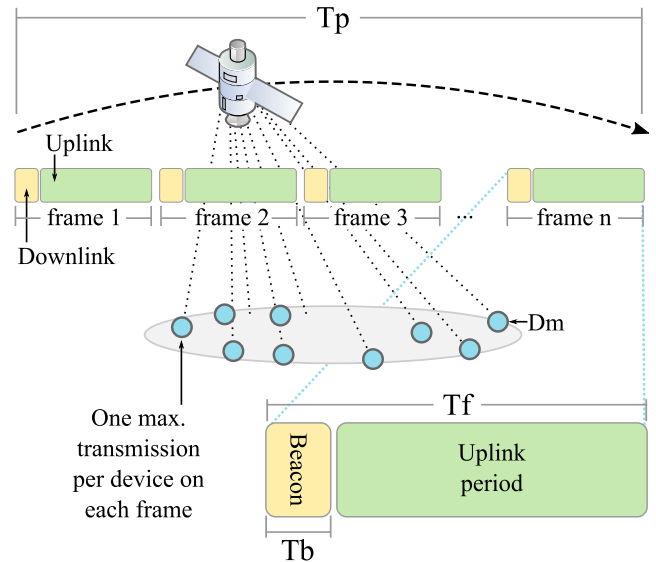 Tp
Uplink
frame 1
frame 2
frame 3
...
frame n
Downlink
Dm
One max.
transmission
per device on
each frame
Tf
Beacon
Uplink
period
Tb